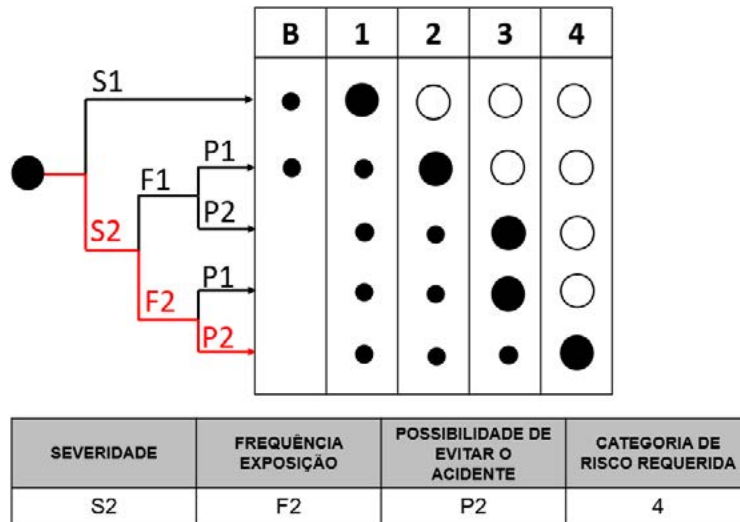 B 1 2 3 4
S1
P1
F1
P2
S2
P1
F2
P2
SEVERIDADE
FREQUÊNCIA
EXPOSIÇÃO
POSSIBILIDADE DE
EVITAR O
ACIDENTE
CATEGORIA DE
RISCO REQUERIDA
S2 F2 P2 4